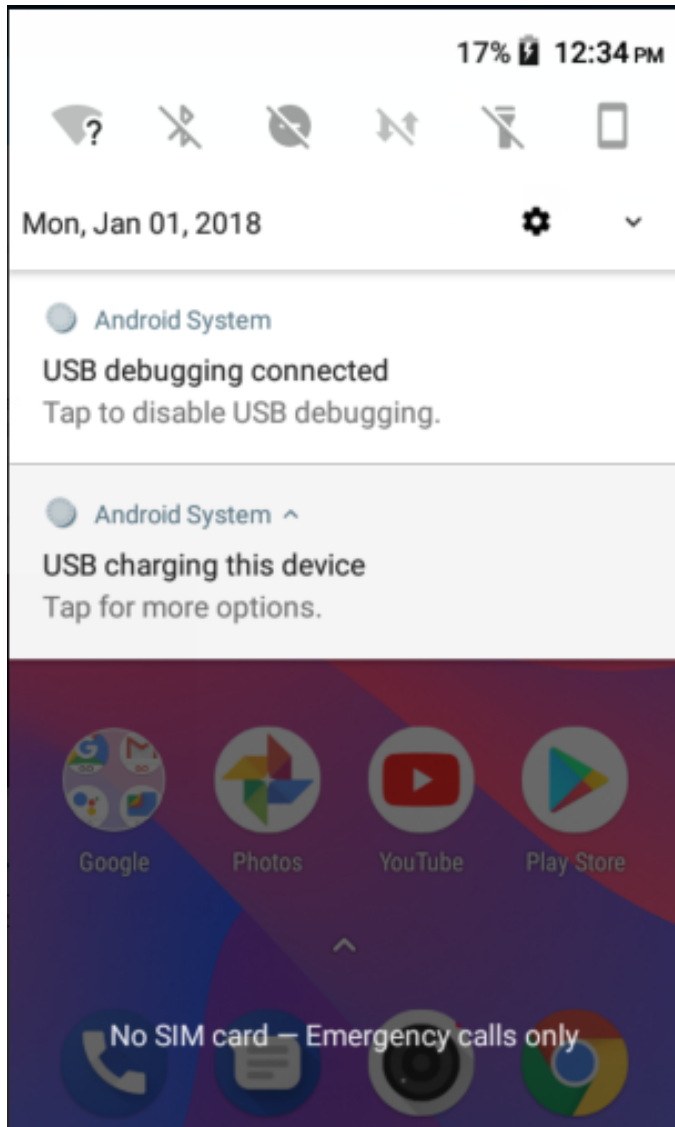 17% 12:34 PM
?
Mon, Jan 01, 2018
Android System
USB debugging connected
Tap to disable USB debugging.
Android System
USB charging this device
Tap for more options.
G M
GO GO
Google Photos YouTube Play Store
No SIM card — Emergency calls only